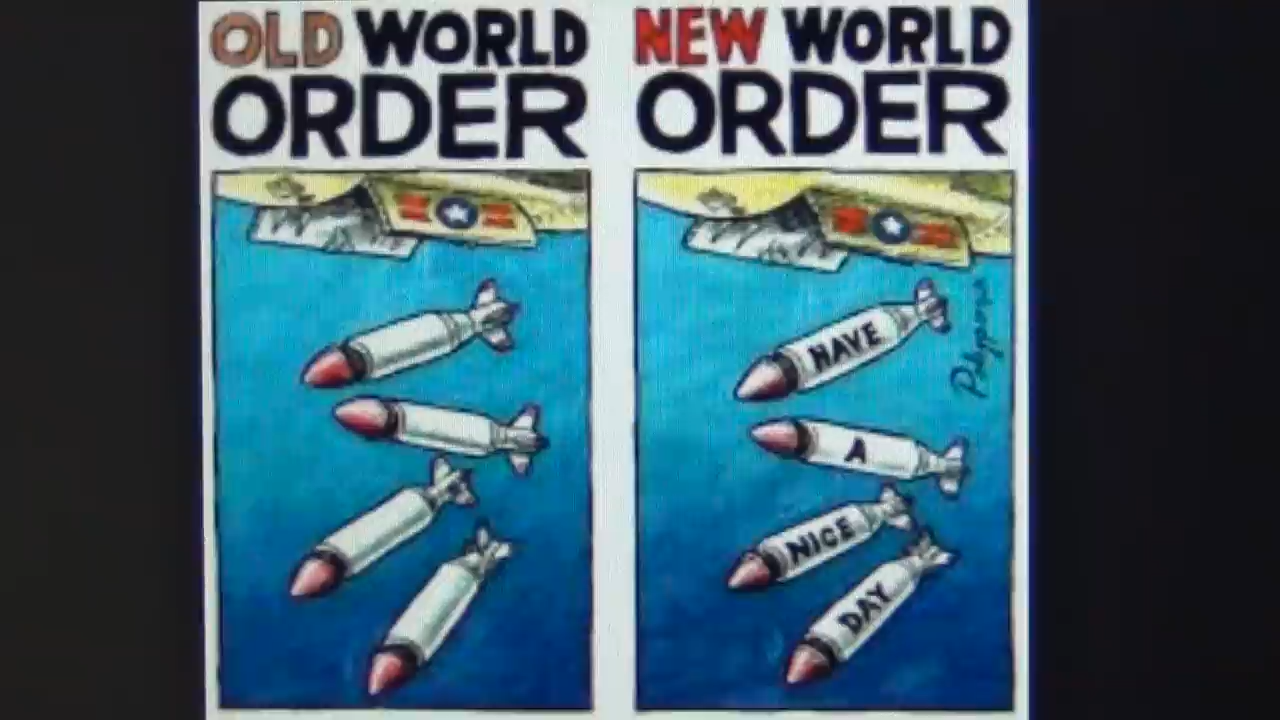 OLD WORLD
ORDER
NEW WORLD
ORDER
HAVE
A
NICE
DAY